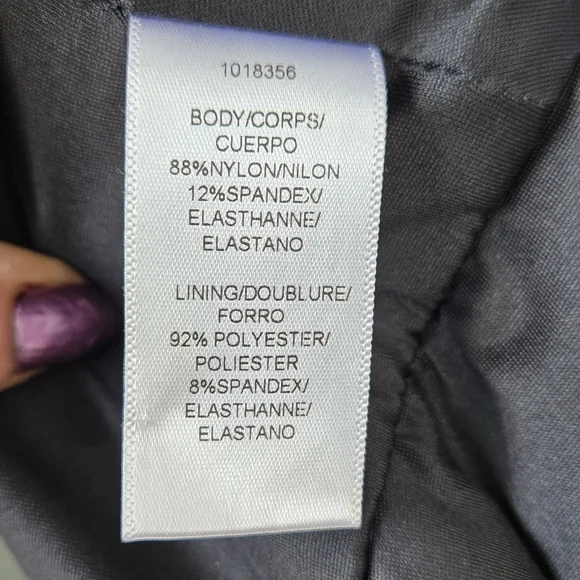 1018356
BODY/CORPS/
CUERPO
88%NYLON/NILON
12%SPANDEX/
ELASTHANNE/
ELASTANO
LINING/DOUBLURE/
FORRO
92% POLYESTER/
POLIESTER
8%SPANDEX/
ELASTHANNE/
ELASTANO